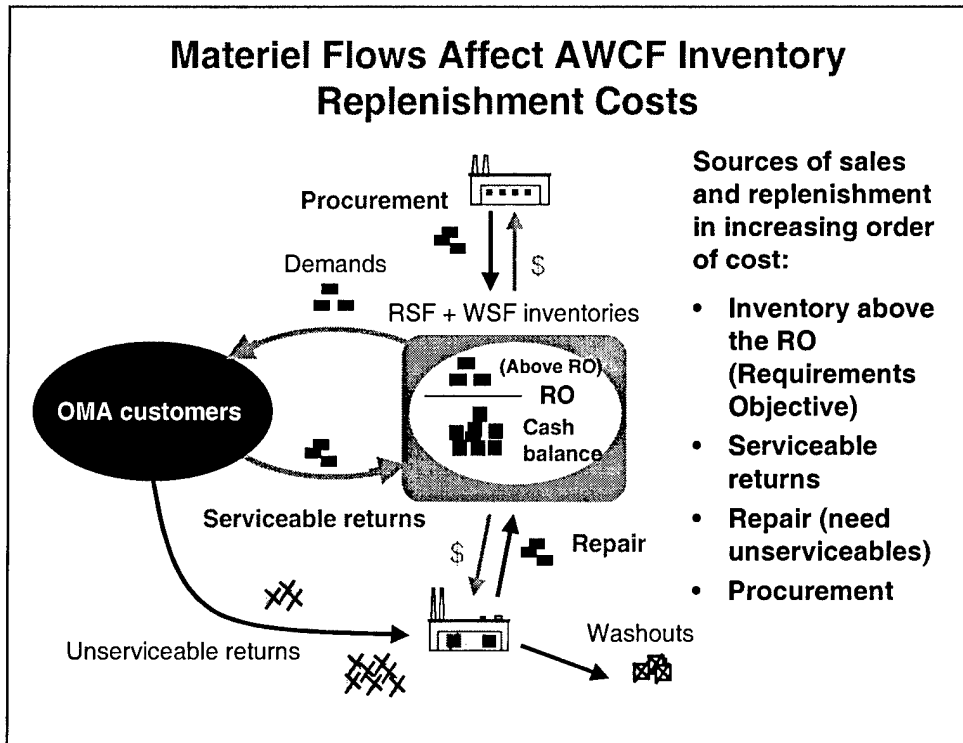 Materiel Flows Affect AWCF Inventory
Replenishment Costs
Procurement
$
Demands
RSF + WSF inventories
(Above RO)
RO
OMA customers
Cash
balance
Serviceable returns
$
Repair
Unserviceable returns
Washouts
Sources of sales
and replenishment
in increasing order
of cost:
• Inventory above
the RO
(Requirements
Objective)
• Serviceable
returns
• Repair (need
unserviceables)
• Procurement